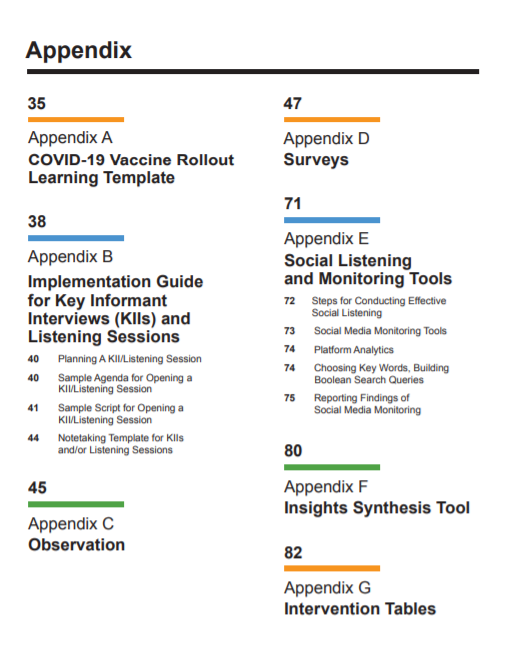 Appendix
35
Appendix A
COVID-19 Vaccine Rollout
Learning Template
38
Appendix B
Implementation Guide
for Key Informant
Interviews (KIIs) and
Listening Sessions
40 Planning A KII/Listening Session
40 Sample Agenda for Opening a
KII/Listening Session
41 Sample Script for Opening a
KII/Listening Session
44 Notetaking Template for KIIs
and/or Listening Sessions
45
Appendix C
Observation
47
Appendix D
Surveys
71
Appendix E
Social Listening
and Monitoring Tools
72 Steps for Conducting Effective
Social Listening
73 Social Media Monitoring Tools
74 Platform Analytics
74 Choosing Key Words, Building
Boolean Search Queries
75 Reporting Findings of
Social Media Monitoring
80
Appendix F
Insights Synthesis Tool
82
Appendix G
Intervention Tables